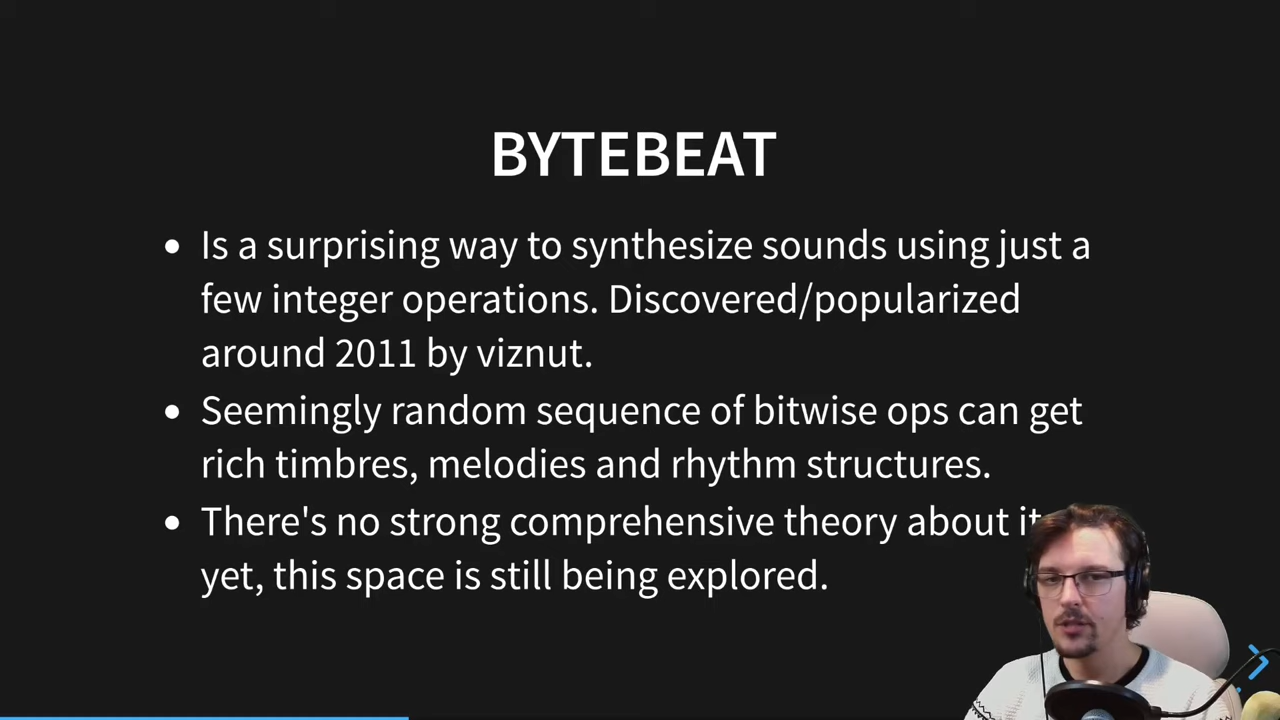 BYTEBEAT
• Is a surprising way to synthesize sounds using just a
few integer operations. Discovered/popularized
around 2011 by viznut.
• Seemingly random sequence of bitwise ops can get
rich timbres, melodies and rhythm structures.
• There's no strong comprehensive theory about it
yet, this space is still being explored.